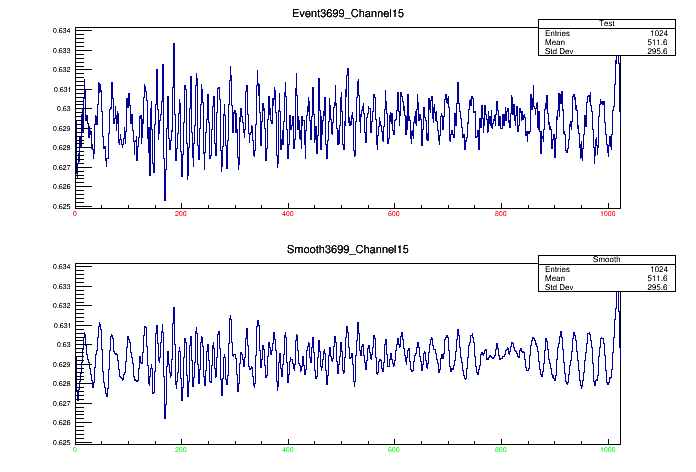 Event3699_Channel15
Test
Entries 1024
Mean 511.6
Std Dev 295.6
0.634
0.633
0.632
0.631
0.63
0.629
0.628
0.627
0.626
0.625
0 200 400 600 800 1000
Smooth3699_Channel15
Smooth
Entries 1024
Mean 511.6
Std Dev 295.6
0.634
0.633
0.632
0.631
0.63
0.629
0.628
0.627
0.626
0.625
0 200 400 600 800 1000